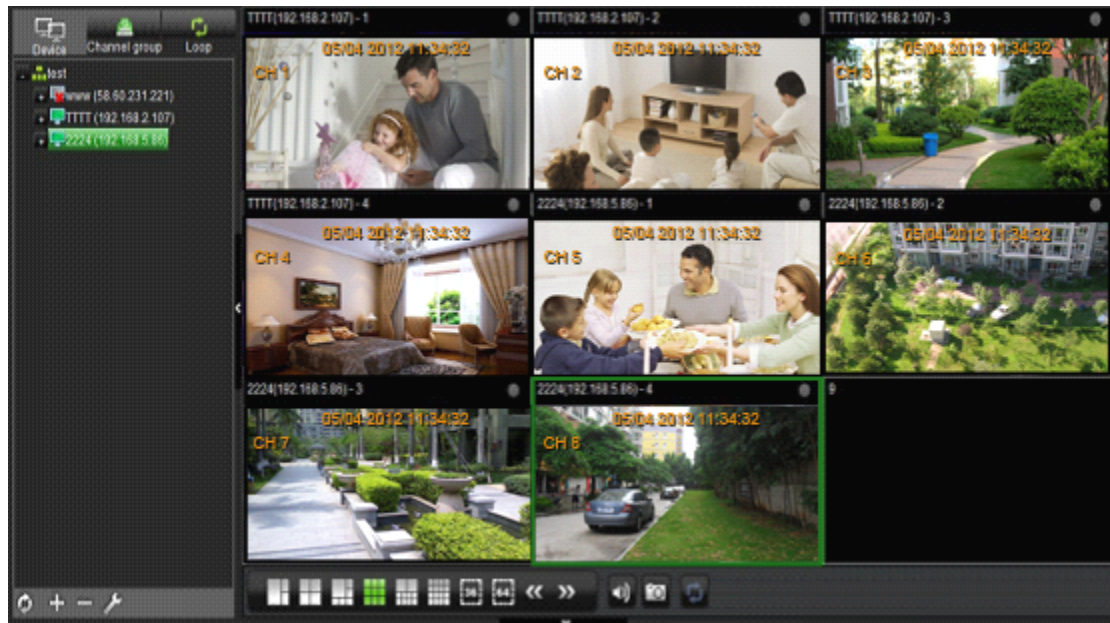 Device
Channel group
Loop
test
www (58.60.231.221)
TTTT (192.168.2.107)
2224 (192.168.5.86)
TTTT(192.168.2.107) - 1
TTTT(192.168.2.107) - 2
TTTT(192.168.2.107) - 3
05/04 2012 11:34:32
CH 1
05/04 2012 11:34:32
CH 2
05/04 2012 11:34:32
CH 3
TTTT(192.168.2.107) - 4
2224(192.168.5.86) - 1
2224(192.168.5.86) - 2
05/04 2012 11:34:32
CH 4
05/04 2012 11:34:32
CH 5
05/04 2012 11:34:32
CH 6
2224(192.168.5.86) - 3
2224(192.168.5.86) - 4
9
05/04 2012 11:34:32
CH 7
05/04 2012 11:34:32
CH 8
36
64